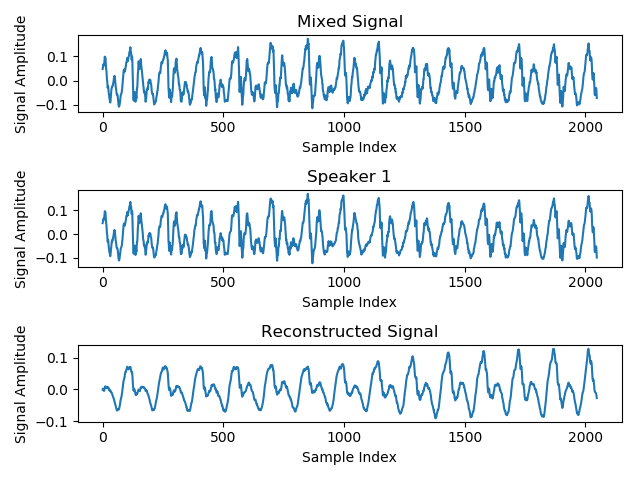 Mixed Signal
Signal Amplitude
0.1
0.0
−0.1
0 500 1000 1500 2000
Sample Index
Speaker 1
Signal Amplitude
0.1
0.0
−0.1
0 500 1000 1500 2000
Sample Index
Reconstructed Signal
Signal Amplitude
0.1
0.0
−0.1
0 500 1000 1500 2000
Sample Index